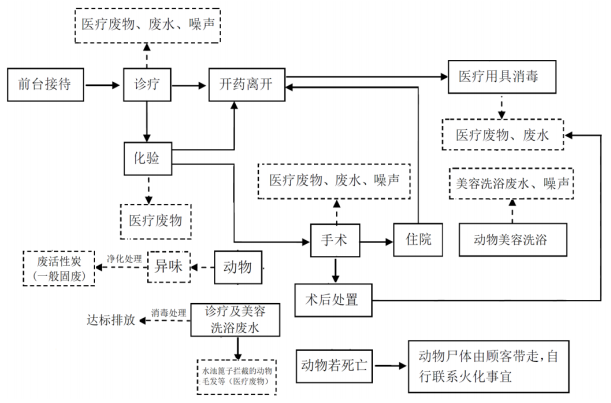 医疗废物、废水、噪声
前台接待
诊疗
开药离开
医疗用具消毒
医疗废物、废水
化验
医疗废物、废水、噪声
美容洗浴废水、噪声
医疗废物
手术
住院
动物美容洗浴
废活性炭
(一般固废)
净化处理
异味
动物
术后处置
达标排放
消毒处理
诊疗及美容
洗浴废水
水池篦子拦截的动物
毛发等（医疗废物）
动物若死亡
动物尸体由顾客带走，自
行联系火化事宜